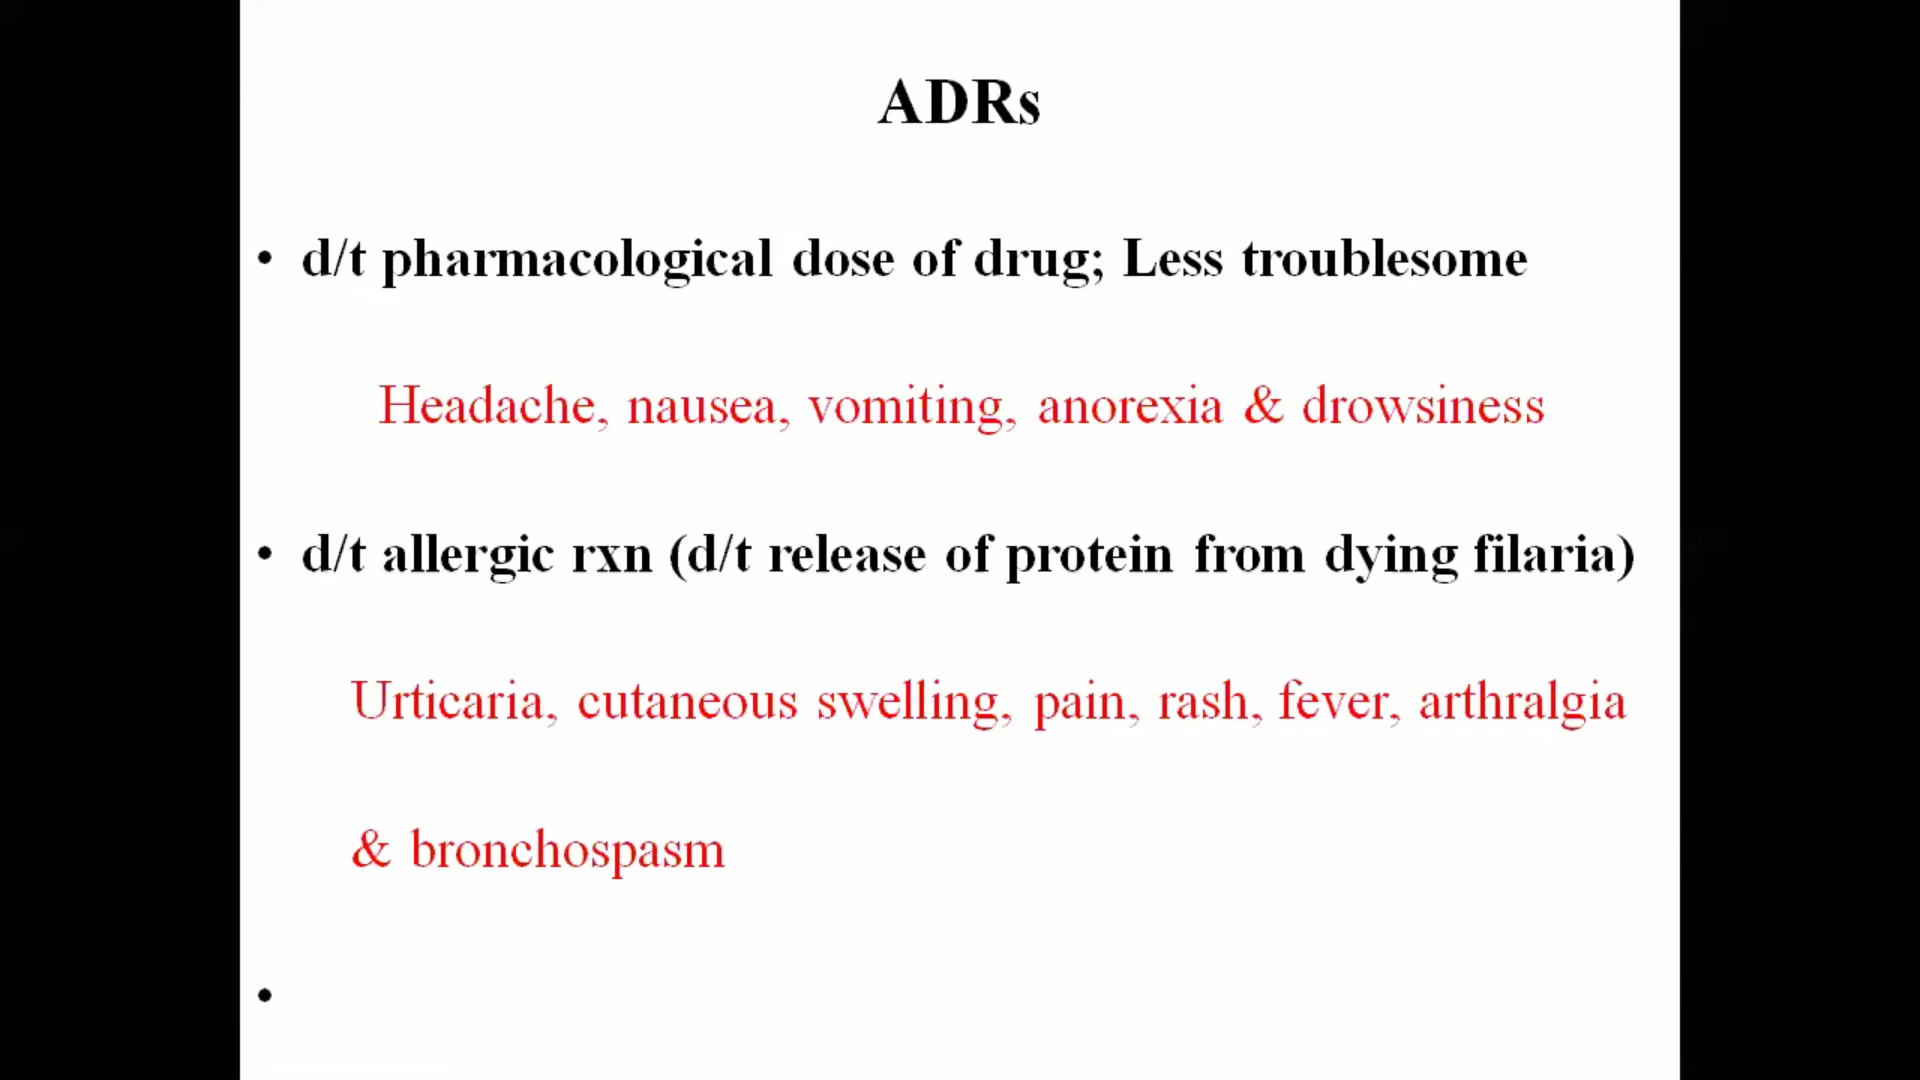 ADRs
• d/t pharmacological dose of drug; Less troublesome
Headache, nausea, vomiting, anorexia & drowsiness
• d/t allergic rxn (d/t release of protein from dying filaria)
Urticaria, cutaneous swelling, pain, rash, fever, arthralgia
& bronchospasm
•